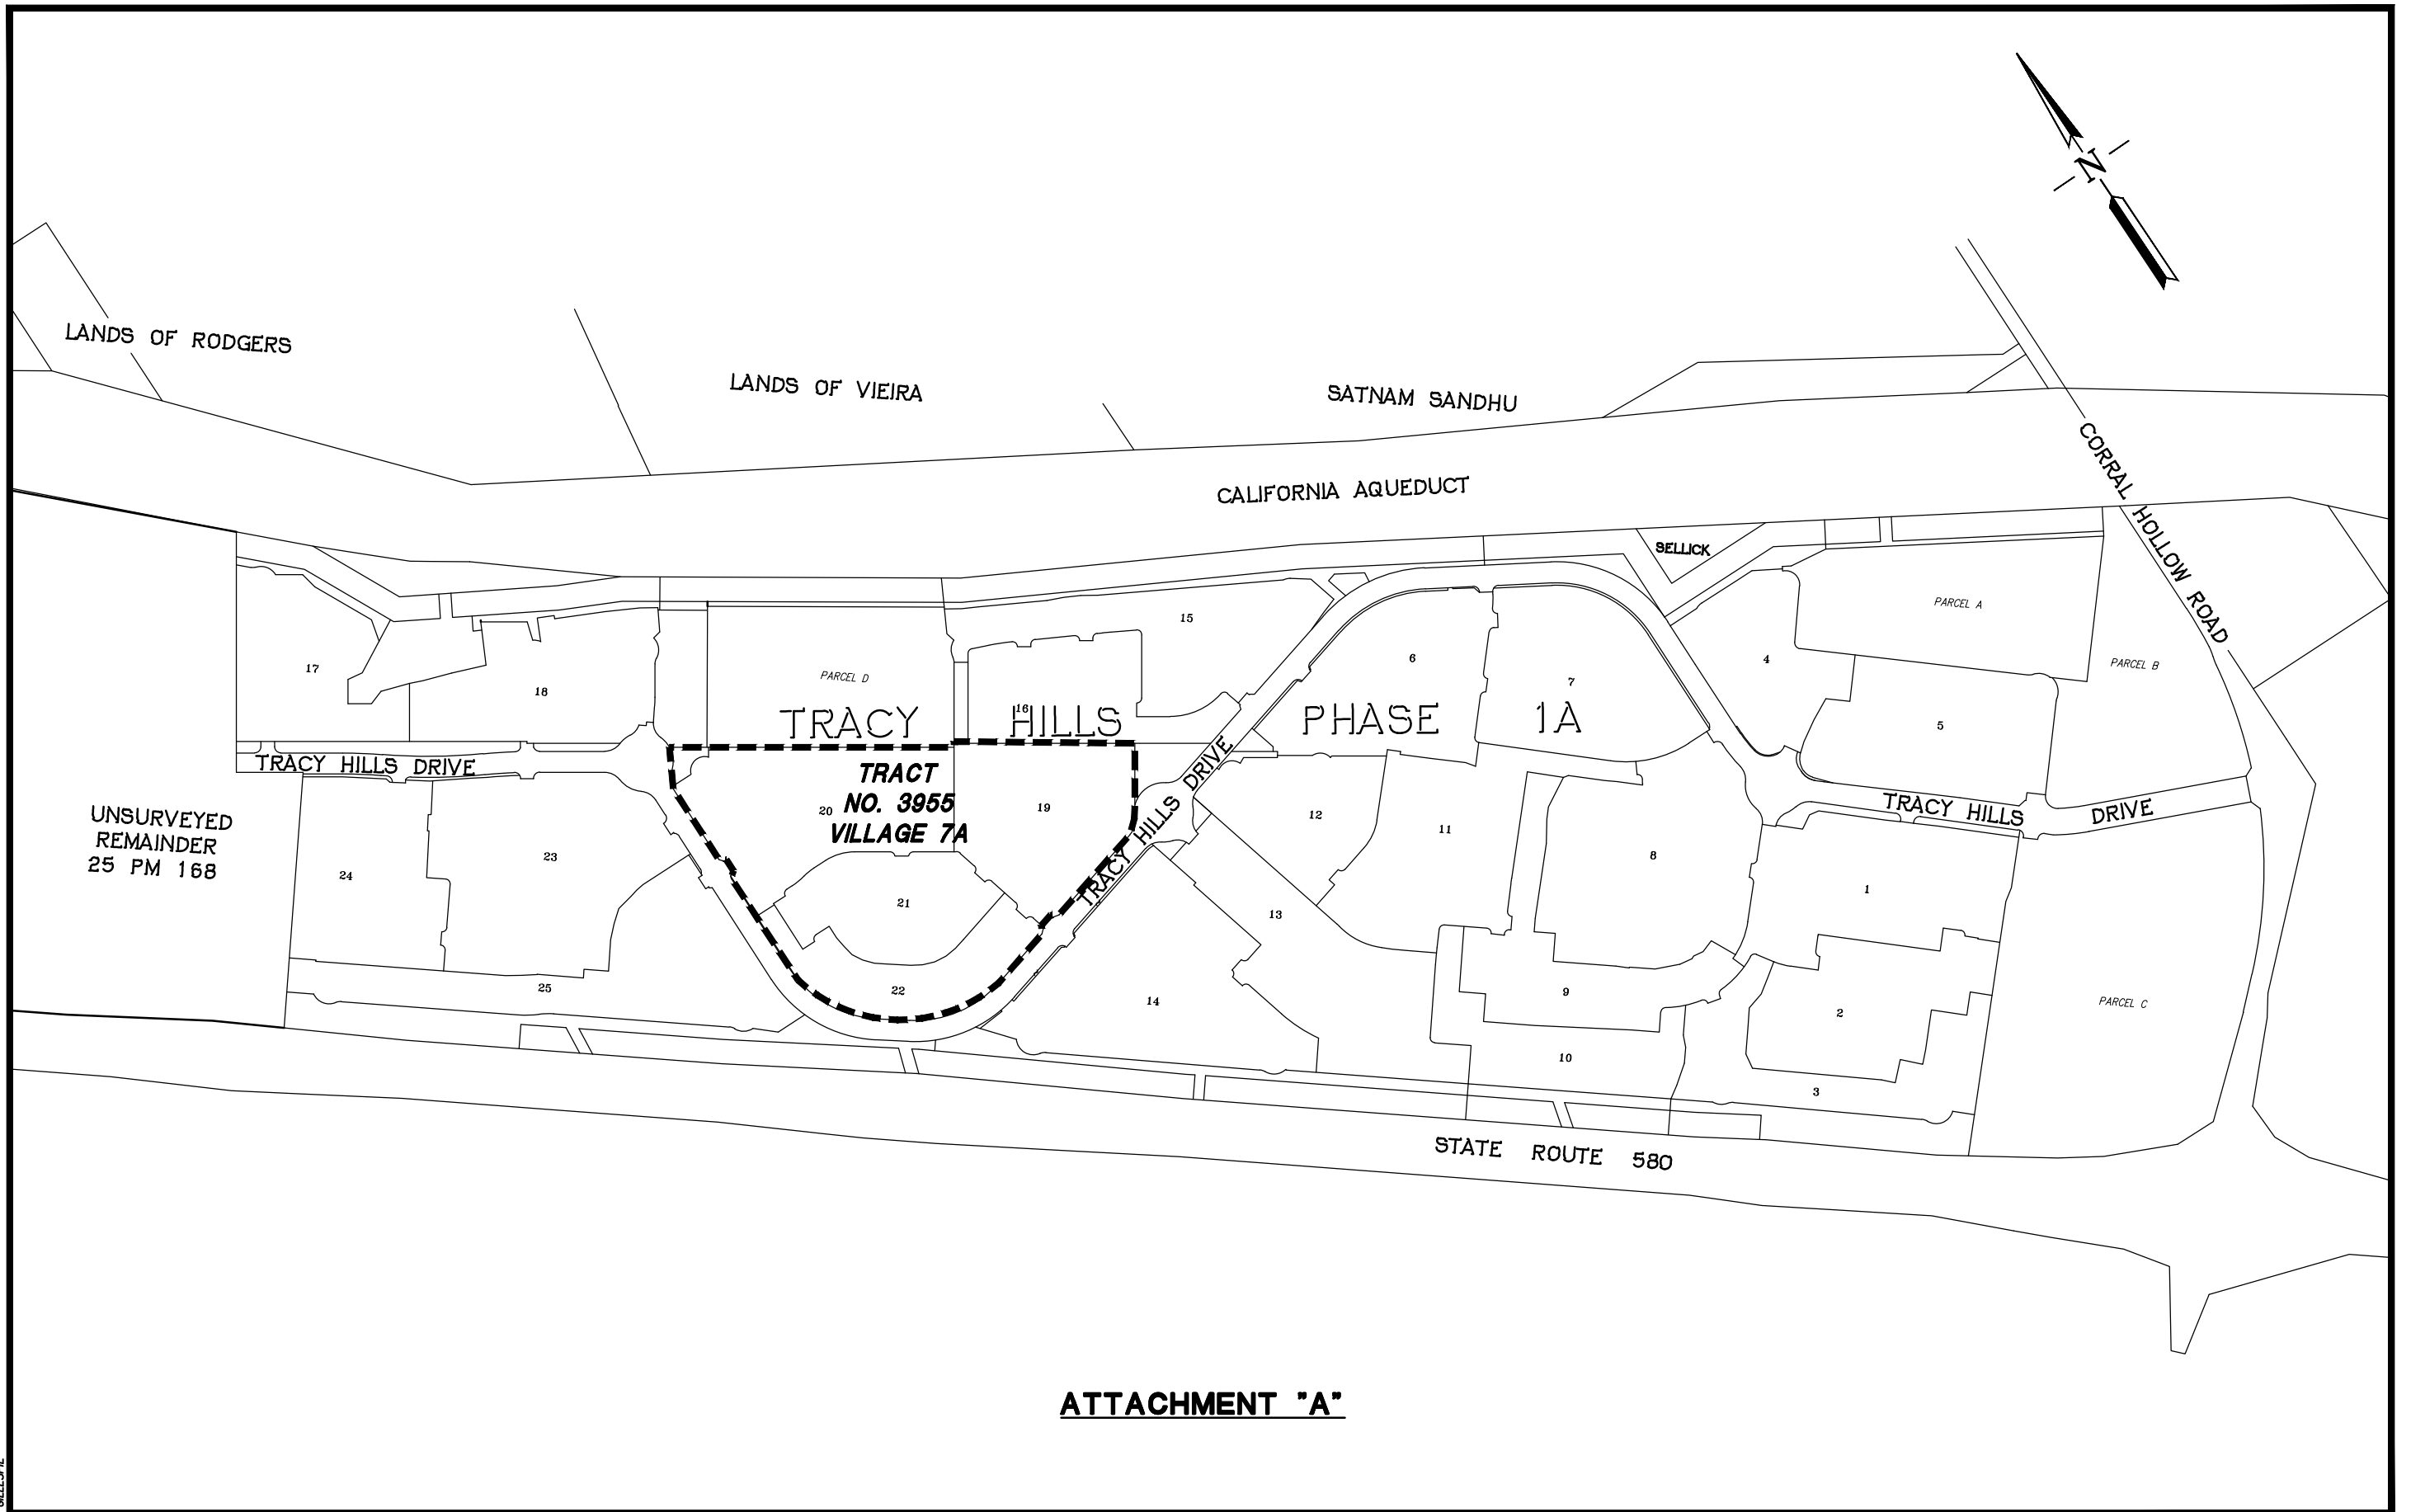 N
LANDS OF RODGERS
LANDS OF VIEIRA
SATNAM SANDHU
CORRAL HOLLOW ROAD
CALIFORNIA AQUEDUCT
SELLICK
PARCEL A
15
6
4
PARCEL B
17
18
PARCEL D
7
16
TRACY HILLS PHASE 1A
5
TRACY HILLS DRIVE
TRACT
NO. 3955
VILLAGE 7A
20
19
TRACY HILLS DRIVE
TRACY HILLS DRIVE
UNSURVEYED
REMAINDER
25 PM 168
12
11
8
23
24
1
21
13
22
25
14
9
2
PARCEL C
10
3
STATE ROUTE 580
ATTACHMENT "A"